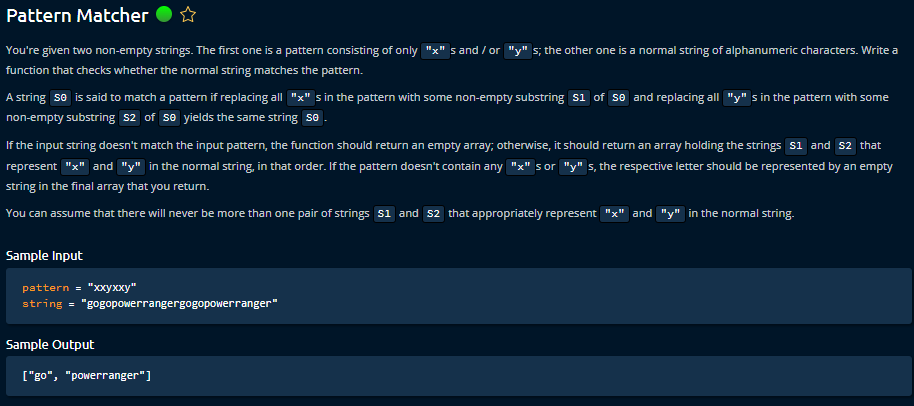 Pattern Matcher
You're given two non-empty strings. The first one is a pattern consisting of only "x" s and / or "y" s; the other one is a normal string of alphanumeric characters. Write a
function that checks whether the normal string matches the pattern.
A string S0 is said to match a pattern if replacing all "x" s in the pattern with some non-empty substring S1 of S0 and replacing all "y" s in the pattern with some
non-empty substring S2 of S0 yields the same string S0 .
If the input string doesn't match the input pattern, the function should return an empty array; otherwise, it should return an array holding the strings S1 and S2 that
represent "x" and "y" in the normal string, in that order. If the pattern doesn't contain any "x" s or "y" s, the respective letter should be represented by an empty
string in the final array that you return.
You can assume that there will never be more than one pair of strings S1 and S2 that appropriately represent "x" and "y" in the normal string.
Sample Input
pattern = "xxyxxy"
string = "gogopowerrangergogopowerranger"
Sample Output
["go", "powerranger"]